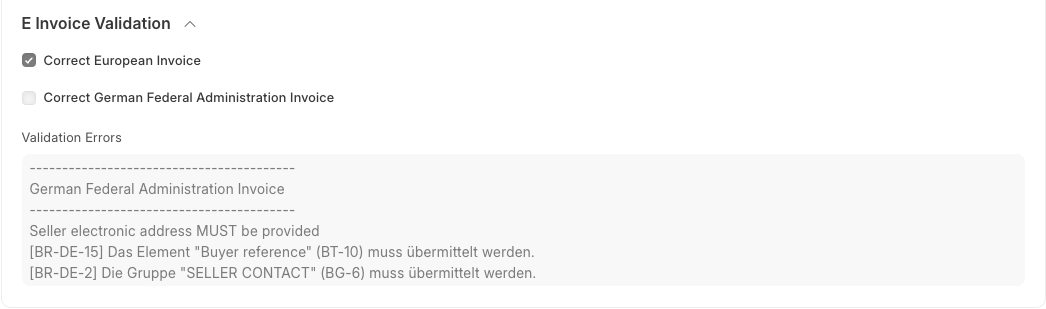 E Invoice Validation
Correct European Invoice
Correct German Federal Administration Invoice
Validation Errors
-----------------------------------------
German Federal Administration Invoice
-----------------------------------------
Seller electronic address MUST be provided
[BR-DE-15] Das Element "Buyer reference" (BT-10) muss übermittelt werden.
[BR-DE-2] Die Gruppe "SELLER CONTACT" (BG-6) muss übermittelt werden.